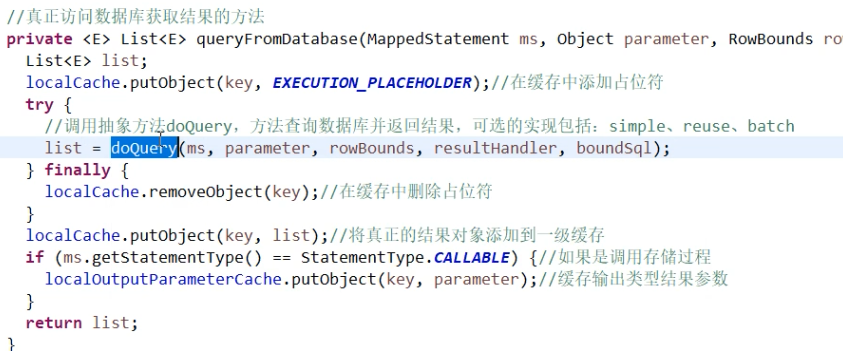 //真正访问数据库获取结果的方法
private <E> List<E> queryFromDatabase(MappedStatement ms, Object parameter, RowBounds
List<E> list;
localCache.putObject(key, EXECUTION_PLACEHOLDER);//在缓存中添加占位符
try {
//调用抽象方法doQuery，方法查询数据库并返回结果，可选的实现包括：simple、reuse、batch
list = doQuery(ms, parameter, rowBounds, resultHandler, boundSql);
} finally {
localCache.removeObject(key);//在缓存中删除占位符
}
localCache.putObject(key, list);//将真正的结果对象添加到一级缓存
if (ms.getStatementType() == StatementType.CALLABLE) {//如果是调用存储过程
localOutputParameterCache.putObject(key, parameter);//缓存输出类型结果参数
}
return list;
}